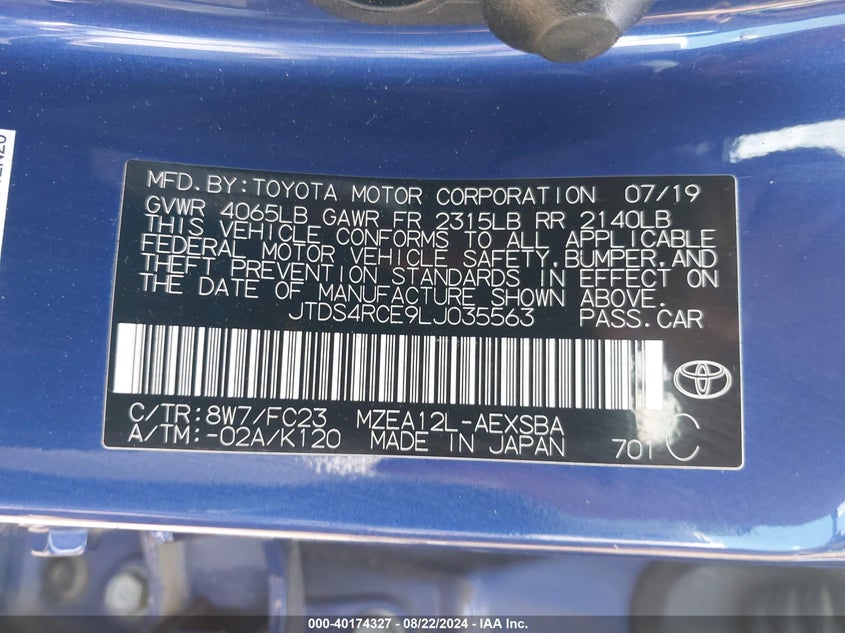 MFD. BY:TOYOTA MOTOR CORPORATION 07/19
GVWR 4065LB GAWR FR 2315LB RR 2140LB
THIS VEHICLE CONFORMS TO ALL APPLICABLE
FEDERAL MOTOR VEHICLE SAFETY,BUMPER,AND
THEFT PREVENTION STANDARDS IN EFFECT ON
THE DATE OF MANUFACTURE SHOWN ABOVE.
JTDS4RCE9LJ035563 PASS.CAR
C/TR:8W7/FC23 MZEA12L-AEXSBA
A/TM:-02A/K120 MADE IN JAPAN 701 C
000-40174327 - 08/22/2024 - IAA Inc.